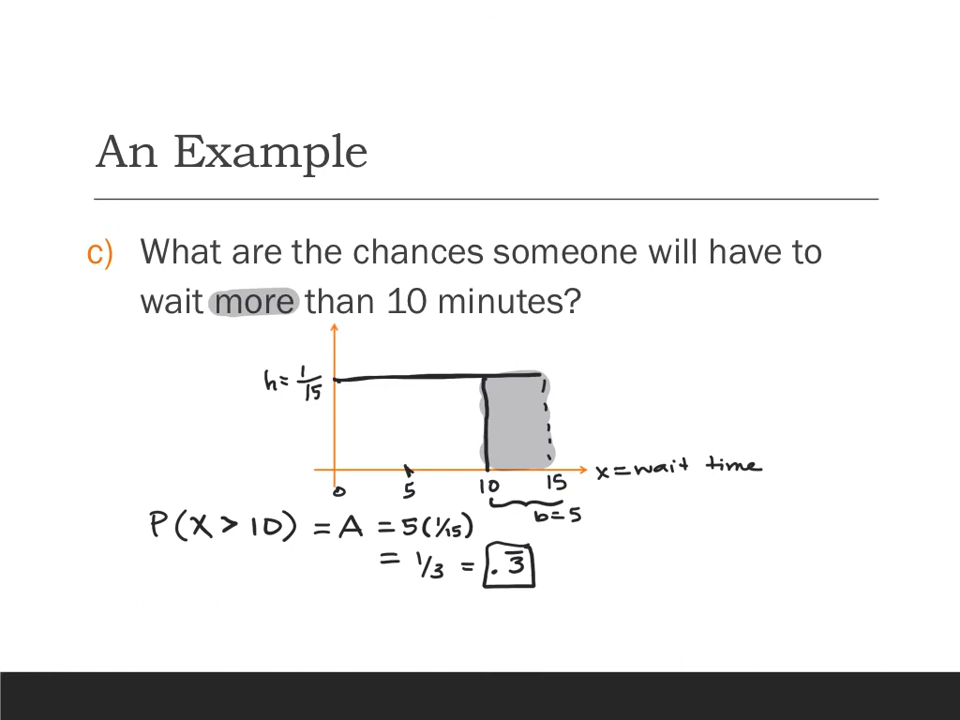 An Example
c) What are the chances someone will have to
wait more than 10 minutes?
h = 1/15
x = wait time
0 5 10 15
b = 5
P(X > 10) = A = 5(1/15)
= 1/3 = .3̅